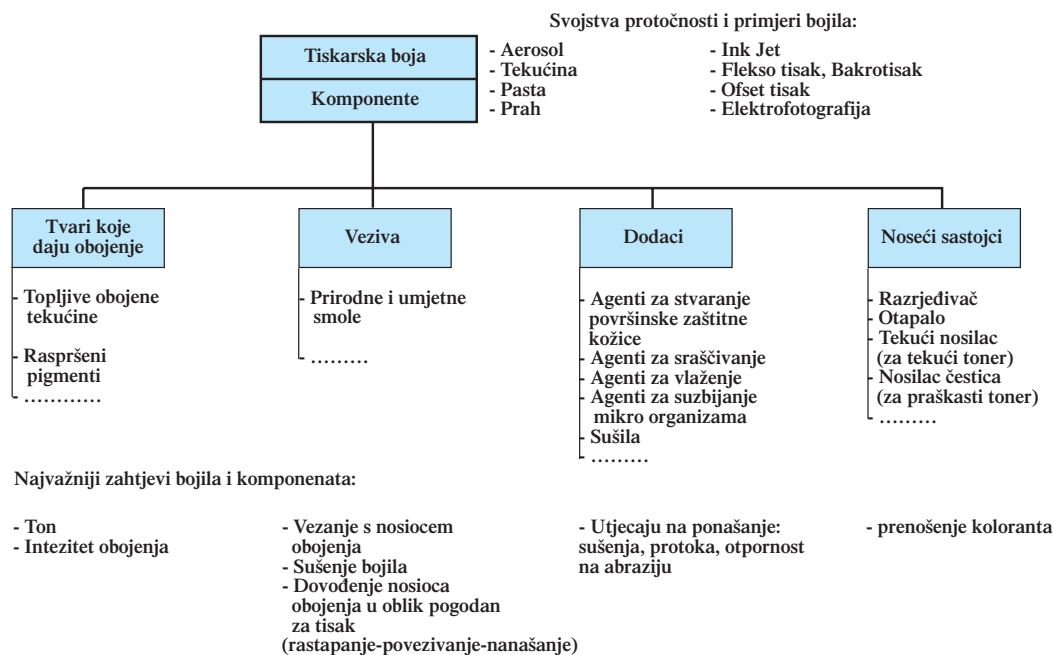 Svojstva protočnosti i primjeri bojila:
Tiskarska boja
Komponente
- Aerosol
- Tekućina
- Pasta
- Prah
- Ink Jet
- Flekso tisak, Bakrotisak
- Ofset tisak
- Elektrofotografija
Tvari koje
daju obojenje
- Topljive obojene
tekućine
- Raspršeni
pigmenti
- …………
Veziva
- Prirodne i umjetne
smole
- ………
Dodaci
- Agenti za stvaranje
površinske zaštitne
kožice
- Agenti za sraščivanje
- Agenti za vlaženje
- Agenti za suzbijanje
mikro organizama
- Sušila
- ………
Noseći sastojci
- Razrjeđivač
- Otapalo
- Tekući nosilac
(za tekući toner)
- Nosilac čestica
(za praškasti toner)
- ………
Najvažniji zahtjevi bojila i komponenata:
- Ton
- Intezitet obojenja
- Vezanje s nosiocem
obojenja
- Sušenje bojila
- Dovođenje nosioca
obojenja u oblik pogodan
za tisak
(rastapanje-povezivanje-nanašanje)
- Utjecaju na ponašanje:
sušenja, protoka, otpornost
na abraziju
- prenošenje koloranta